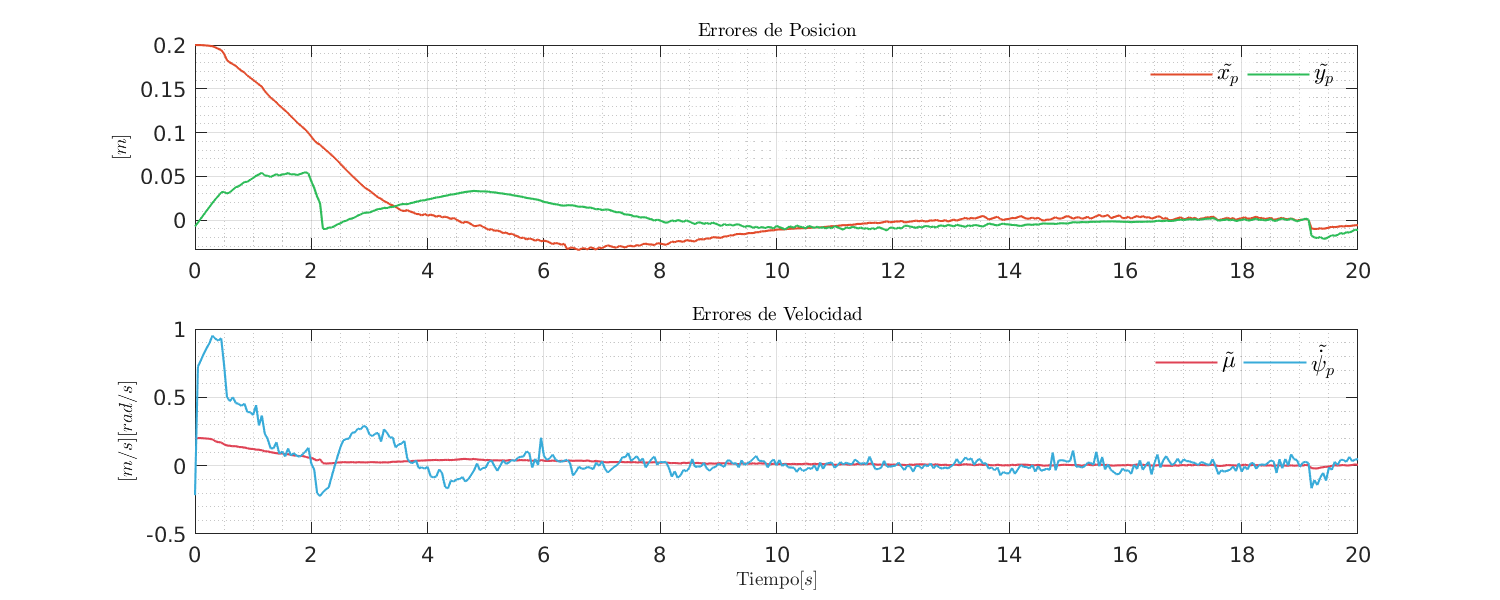 Errores de Posicion
0.2
0.15
0.1
0.05
0
[m]
x̃_p ỹ_p
0 2 4 6 8 10 12 14 16 18 20
Errores de Velocidad
1
0.5
0
-0.5
[m/s][rad/s]
μ̃ ψ̇̃_p
0 2 4 6 8 10 12 14 16 18 20
Tiempo[s]